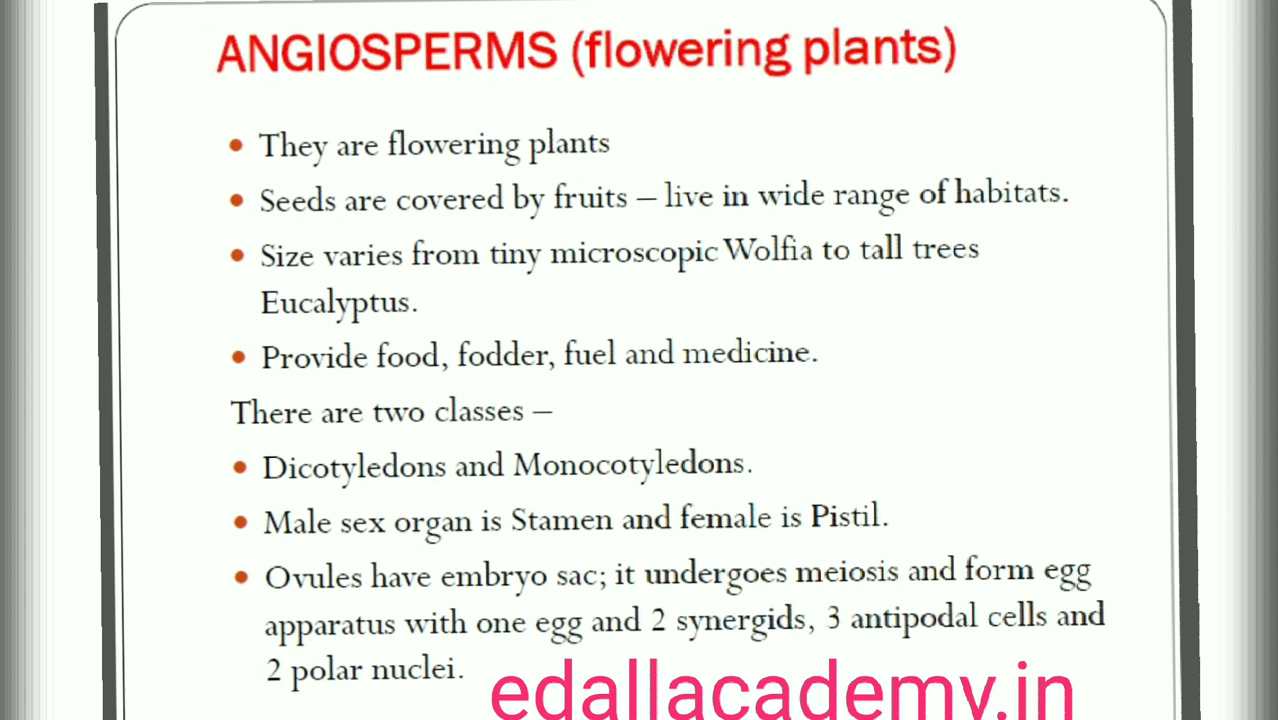 ANGIOSPERMS (flowering plants)
• They are flowering plants
• Seeds are covered by fruits – live in wide range of habitats.
• Size varies from tiny microscopic Wolfia to tall trees
Eucalyptus.
• Provide food, fodder, fuel and medicine.
There are two classes –
• Dicotyledons and Monocotyledons.
• Male sex organ is Stamen and female is Pistil.
• Ovules have embryo sac; it undergoes meiosis and form egg
apparatus with one egg and 2 synergids, 3 antipodal cells and
2 polar nuclei.
edallacademy.in